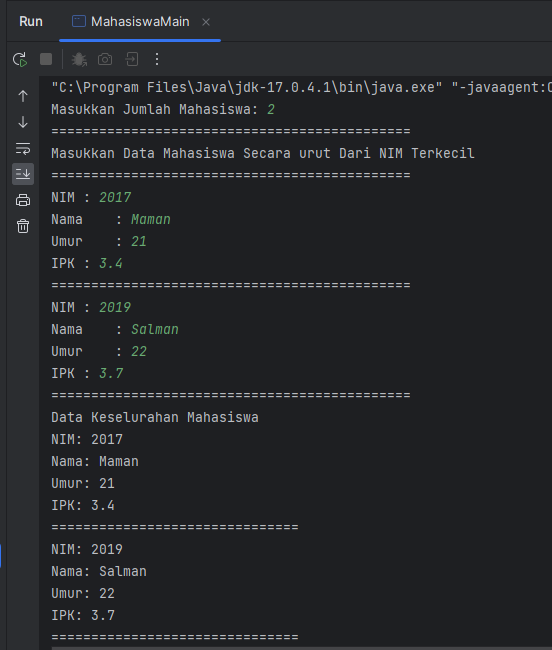 Run MahasiswaMain ×
"C:\Program Files\Java\jdk-17.0.4.1\bin\java.exe" "-javaagent:C
Masukkan Jumlah Mahasiswa: 2
=============================================
Masukkan Data Mahasiswa Secara urut Dari NIM Terkecil
=============================================
NIM : 2017
Nama    : Maman
Umur    : 21
IPK : 3.4
=============================================
NIM : 2019
Nama    : Salman
Umur    : 22
IPK : 3.7
=============================================
Data Keselurahan Mahasiswa
NIM: 2017
Nama: Maman
Umur: 21
IPK: 3.4
===============================
NIM: 2019
Nama: Salman
Umur: 22
IPK: 3.7
===============================